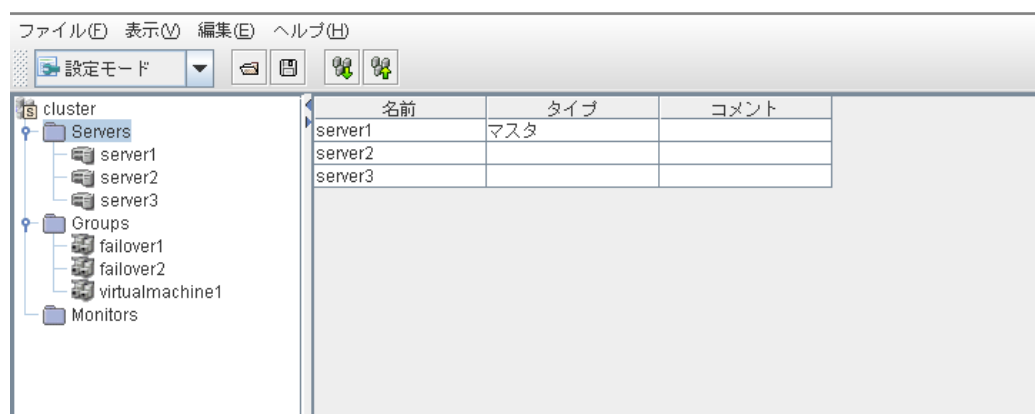 ファイル(F) 表示(V) 編集(E) ヘルプ(H)
設定モード
cluster
Servers
server1
server2
server3
Groups
failover1
failover2
virtualmachine1
Monitors
名前 タイプ コメント
server1 マスタ
server2
server3